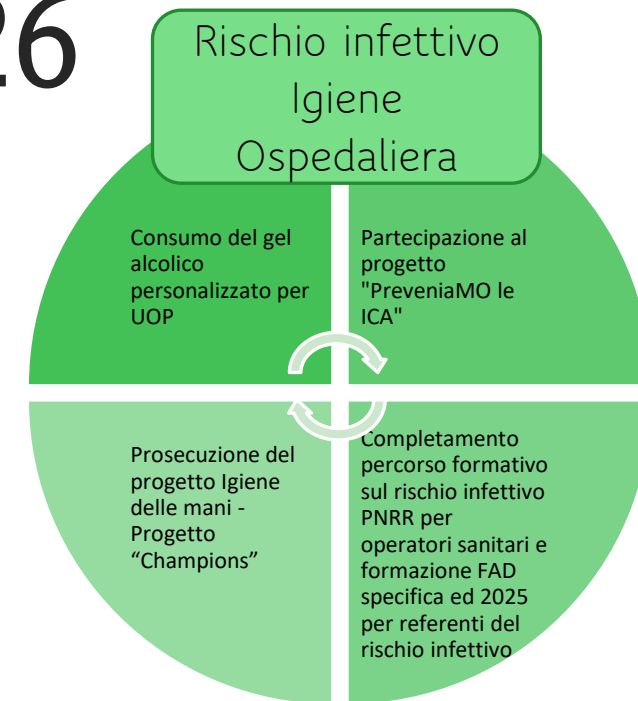 26
Rischio infettivo
Igiene
Ospedaliera
Consumo del gel
alcolico
personalizzato per
UOP
Partecipazione al
progetto
"PreveniaMO le
ICA"
Prosecuzione del
progetto Igiene
delle mani -
Progetto
“Champions”
Completamento
percorso formativo
sul rischio infettivo
PNRR per
operatori sanitari e
formazione FAD
specifica ed 2025
per referenti del
rischio infettivo